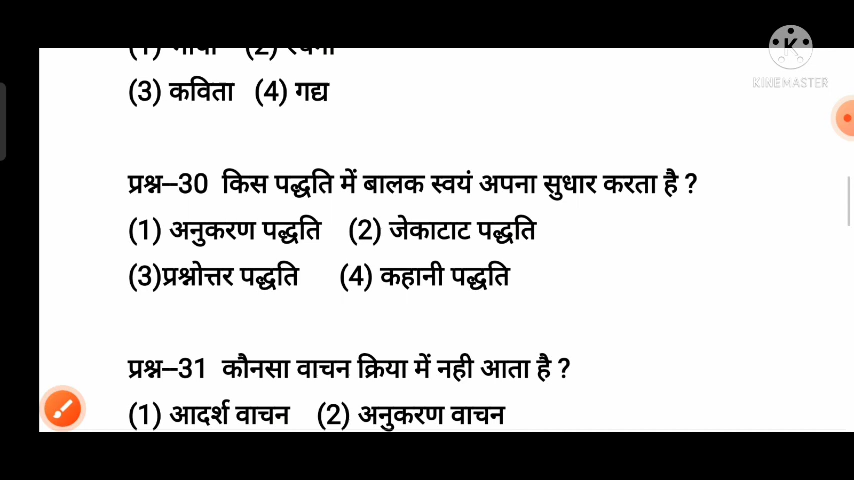 (3) कविता (4) गद्य
KINEMASTER
प्रश्न–30 किस पद्धति में बालक स्वयं अपना सुधार करता है ?
(1) अनुकरण पद्धति (2) जेकाटाट पद्धति
(3)प्रश्नोत्तर पद्धति (4) कहानी पद्धति
प्रश्न–31 कौनसा वाचन क्रिया में नही आता है ?
(1) आदर्श वाचन (2) अनुकरण वाचन